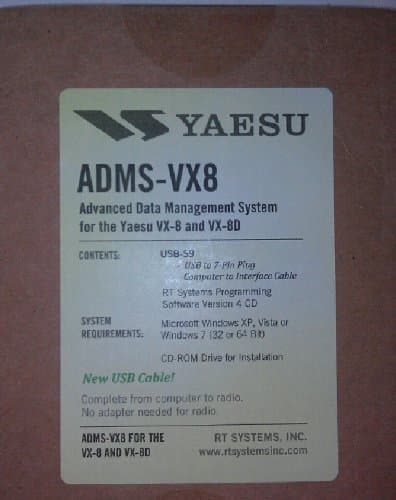 YAESU
ADMS-VX8
Advanced Data Management System
for the Yaesu VX-8 and VX-8D
CONTENTS: USB-59
- USB to 7-Pin Plug
Computer to Interface Cable
RT Systems Programming
Software Version 4 CD
SYSTEM REQUIREMENTS: Microsoft Windows XP, Vista or
Windows 7 (32 or 64 Bit)
CD-ROM Drive for Installation
New USB Cable!
Complete from computer to radio.
No adapter needed for radio.
ADMS-VX8 FOR THE
VX-8 AND VX-8D
RT SYSTEMS, INC.
www.rtsystemsinc.com